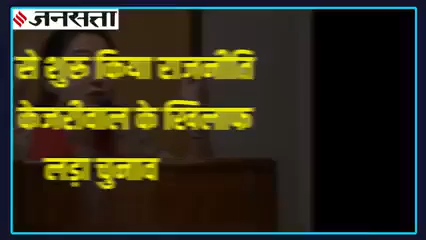 जनसत्ता
से शुरू किया राजनीति
केजरीवाल के खिलाफ
लड़ा चुनाव